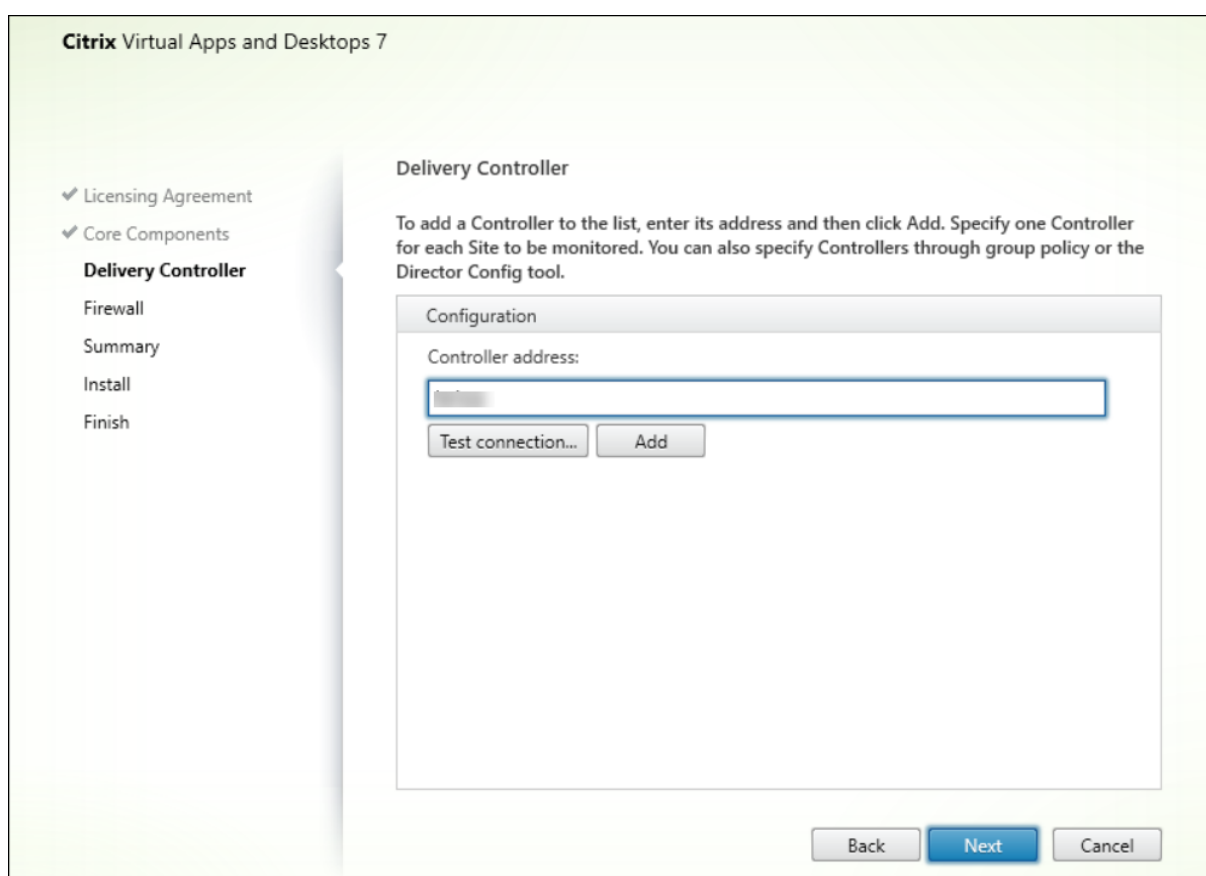 Citrix Virtual Apps and Desktops 7
Licensing Agreement
Core Components
Delivery Controller
Firewall
Summary
Install
Finish
Delivery Controller
To add a Controller to the list, enter its address and then click Add. Specify one Controller
for each Site to be monitored. You can also specify Controllers through group policy or the
Director Config tool.
Configuration
Controller address:
Test connection... Add
Back Next Cancel